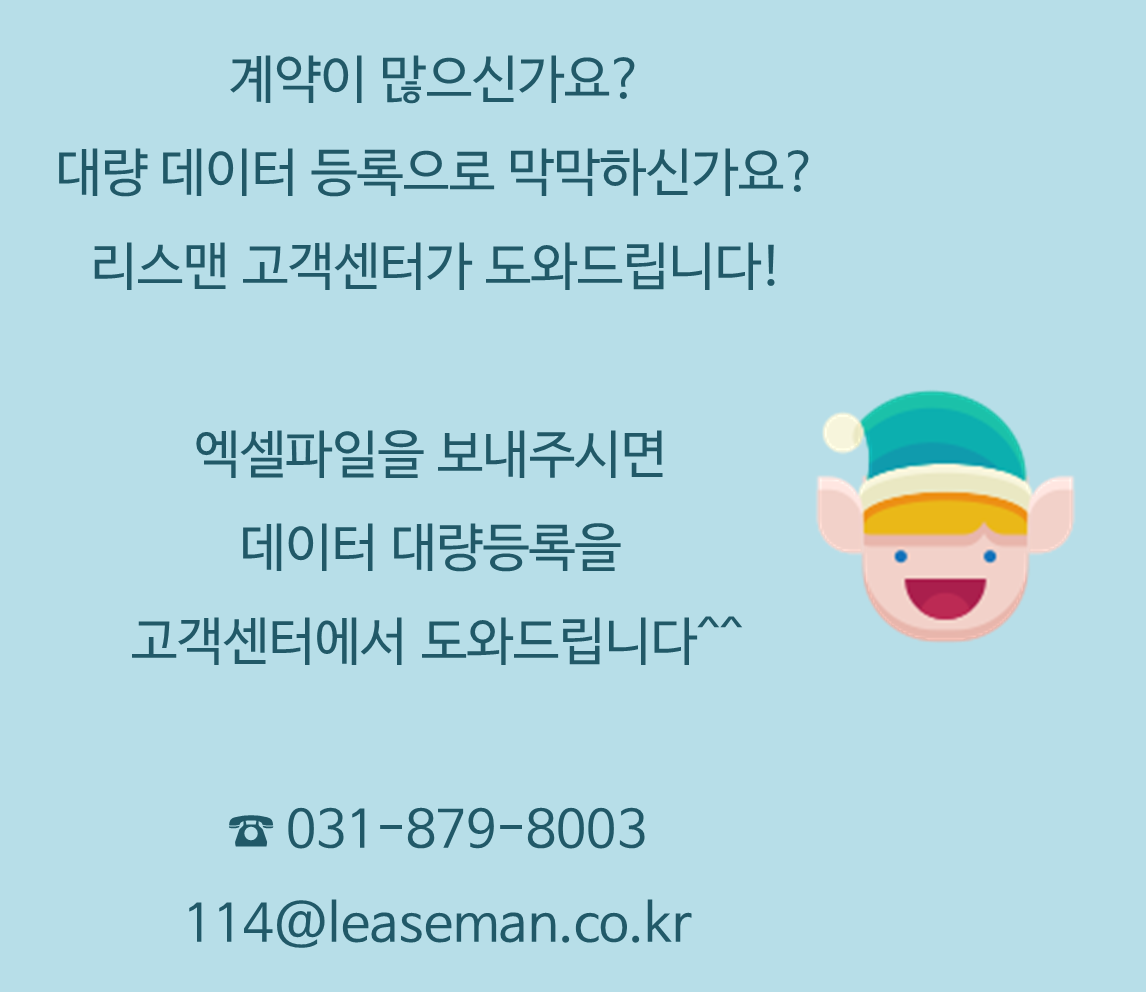 계약이 많으신가요?
대량 데이터 등록으로 막막하신가요?
리스맨 고객센터가 도와드립니다!
엑셀파일을 보내주시면
데이터 대량등록을
고객센터에서 도와드립니다^^
☎ 031-879-8003
114@leaseman.co.kr